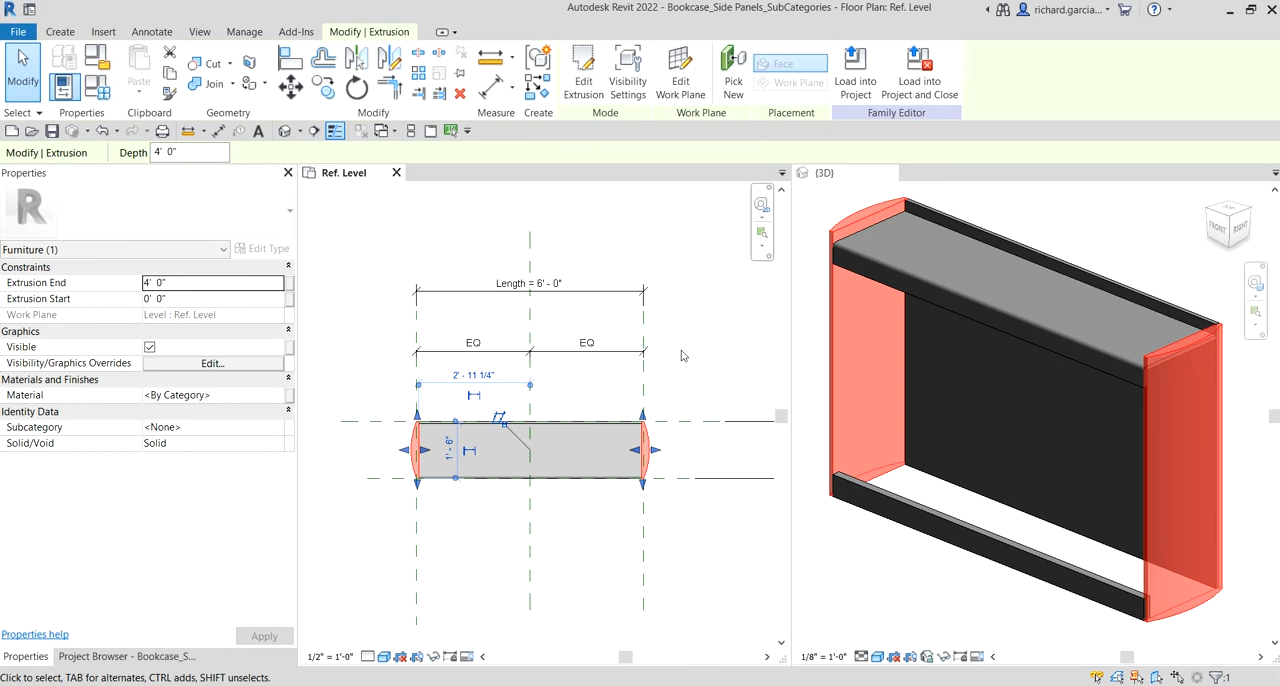 Autodesk Revit 2022 - Bookcase_Side Panels_SubCategories - Floor Plan: Ref. Level
richard.garcia...
File Create Insert Annotate View Manage Add-Ins Modify | Extrusion
Modify Paste Cut Join Edit Extrusion Visibility Settings Edit Work Plane Pick New Face Work Plane Load into Project Load into Project and Close
Select Properties Clipboard Geometry Modify Measure Create Mode Work Plane Placement Family Editor
Modify | Extrusion Depth 4' 0"
Properties
Ref. Level
{3D}
R
Furniture (1) Edit Type
Constraints
Extrusion End 4' 0"
Extrusion Start 0' 0"
Work Plane Level : Ref. Level
Graphics
Visible
Visibility/Graphics Overrides Edit...
Materials and Finishes
Material <By Category>
Identity Data
Subcategory <None>
Solid/Void Solid
Length = 6' - 0"
EQ EQ
2' - 11 1/4"
1' - 6"
FRONT RIGHT
Properties help Apply
Properties Project Browser - Bookcase_S...
1/2" = 1'-0"
1/8" = 1'-0"
Click to select, TAB for alternates, CTRL adds, SHIFT unselects.
:1